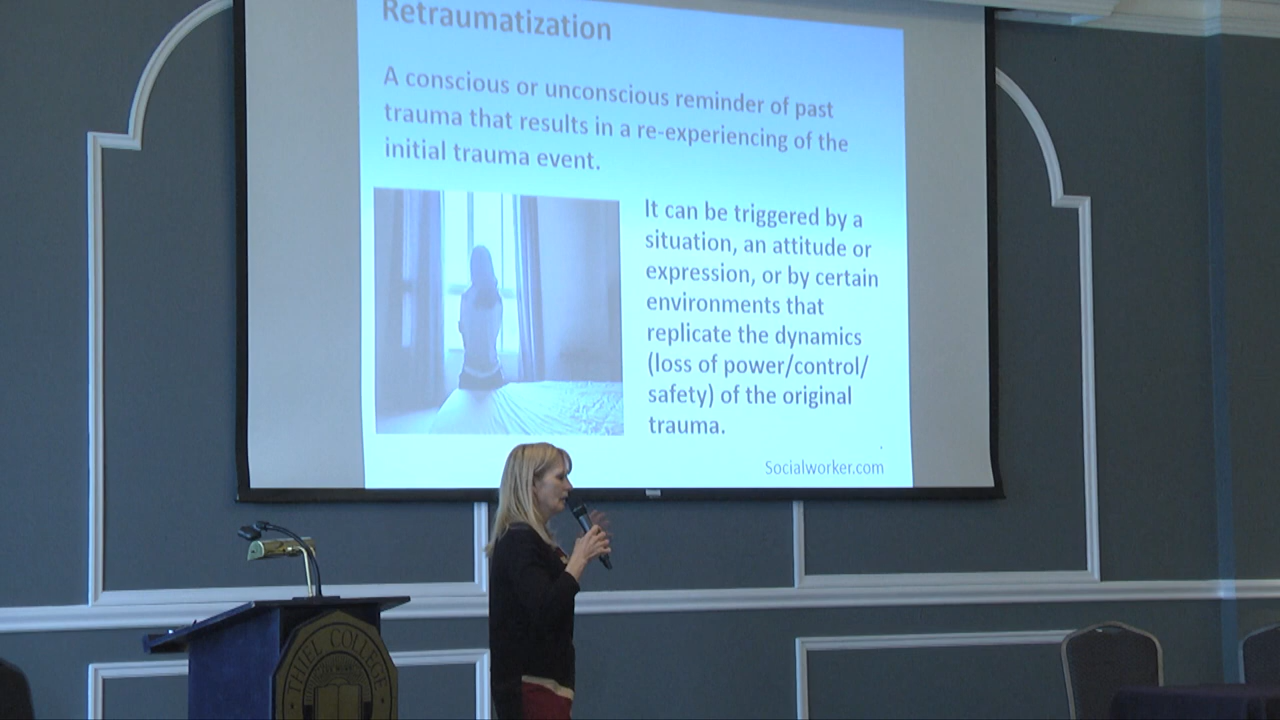 Retraumatization
A conscious or unconscious reminder of past
trauma that results in a re-experiencing of the
initial trauma event.
It can be triggered by a
situation, an attitude or
expression, or by certain
environments that
replicate the dynamics
(loss of power/control/
safety) of the original
trauma.
Socialworker.com
THIEL COLLEGE